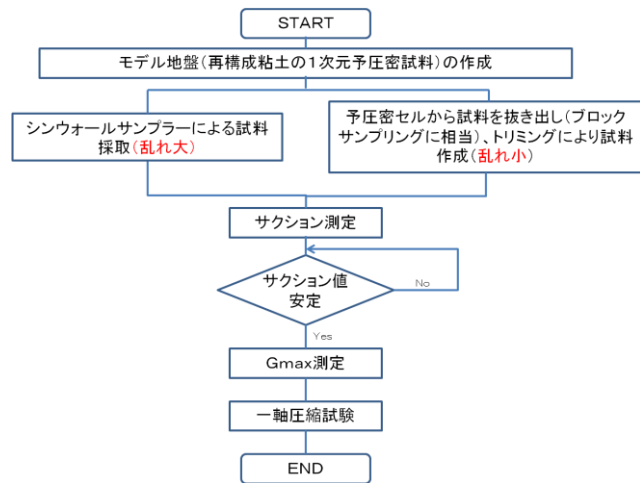 START
モデル地盤(再構成粘土の1次元予圧密試料)の作成
シンウォールサンプラーによる試料
採取(乱れ大)
予圧密セルから試料を抜き出し(ブロック
サンプリングに相当)、トリミングにより試料
作成(乱れ小)
サクション測定
サクション値
安定
No
Yes
Gmax測定
一軸圧縮試験
END